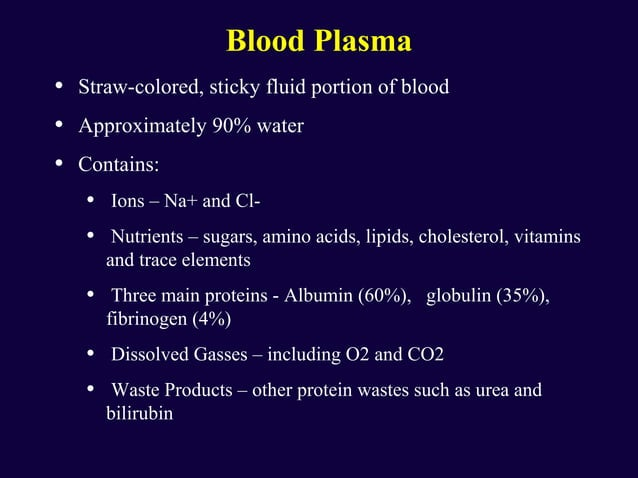 Blood Plasma
• Straw-colored, sticky fluid portion of blood
• Approximately 90% water
• Contains:
• Ions – Na+ and Cl-
• Nutrients – sugars, amino acids, lipids, cholesterol, vitamins
and trace elements
• Three main proteins - Albumin (60%), globulin (35%),
fibrinogen (4%)
• Dissolved Gasses – including O2 and CO2
• Waste Products – other protein wastes such as urea and
bilirubin